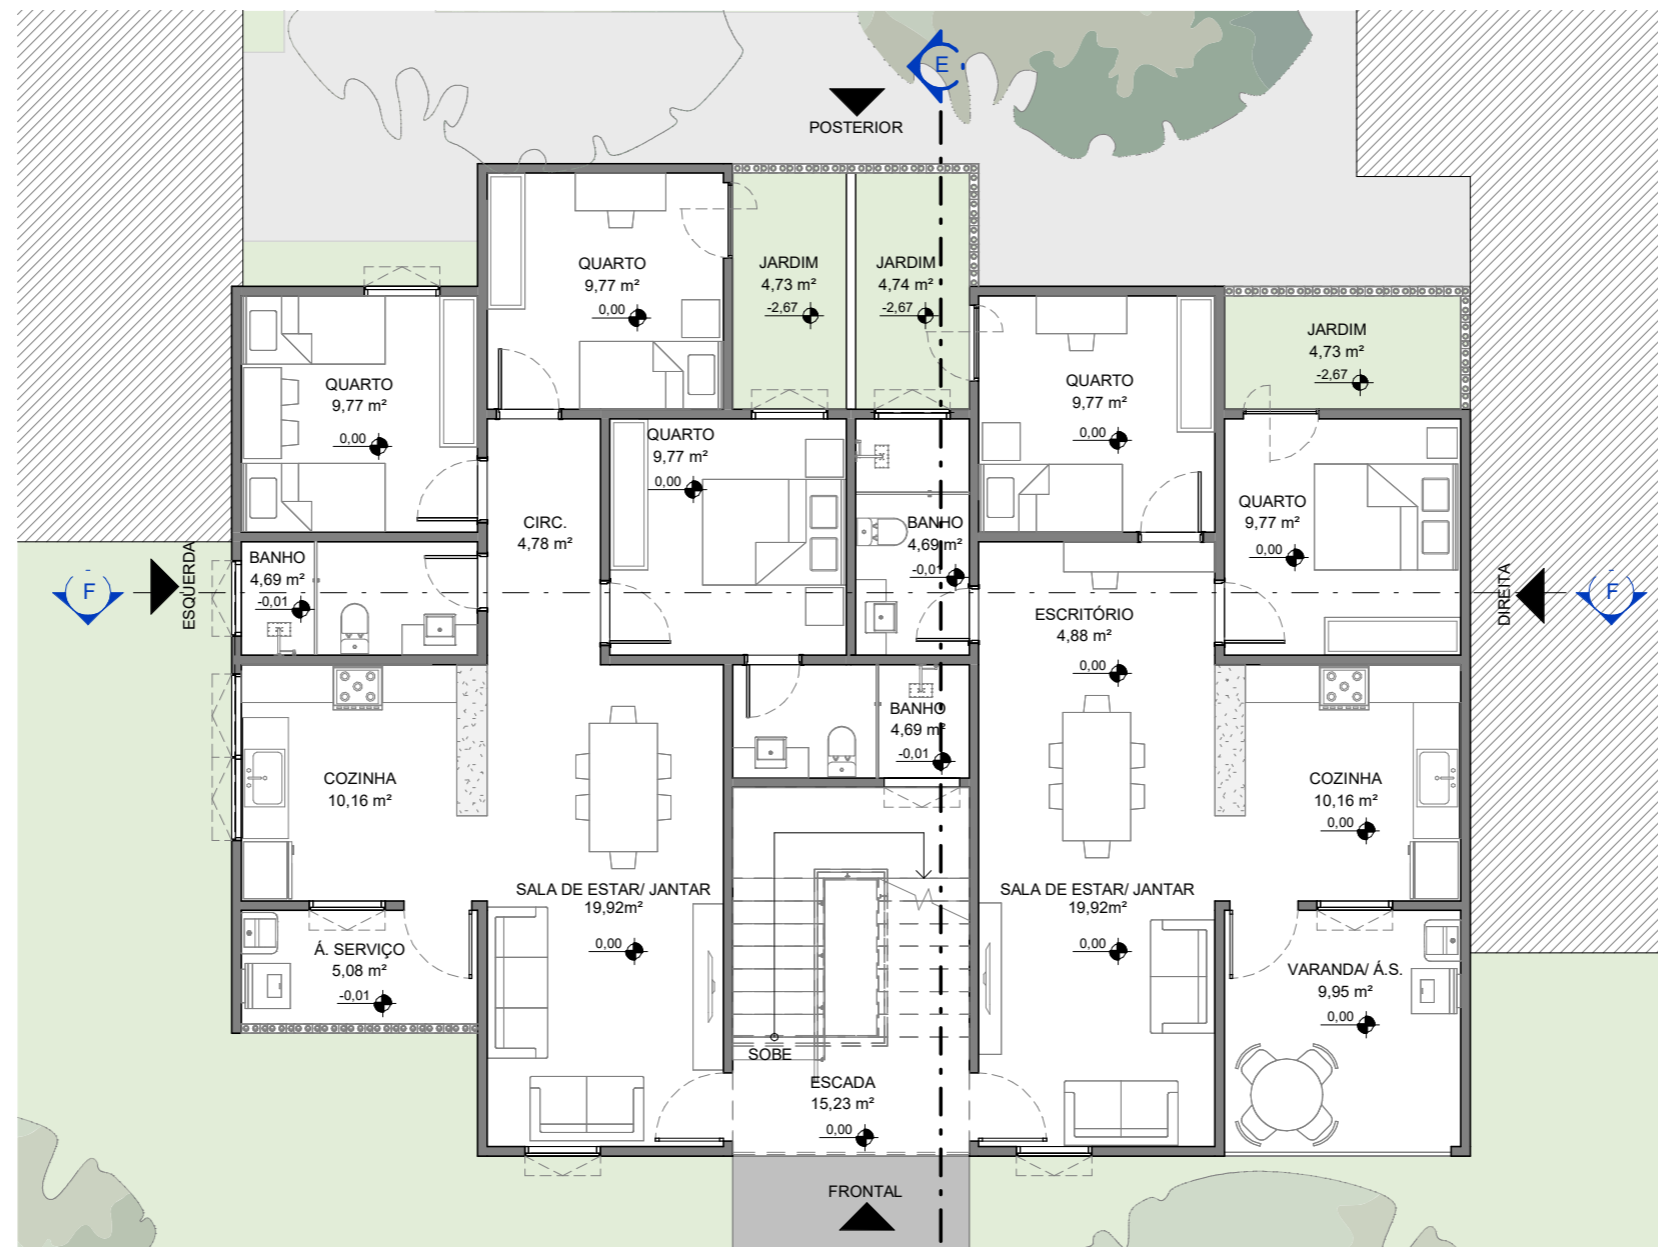 E
POSTERIOR
QUARTO
9,77 m²
0,00
JARDIM
4,73 m²
-2,67
JARDIM
4,74 m²
-2,67
JARDIM
4,73 m²
-2,67
QUARTO
9,77 m²
0,00
QUARTO
9,77 m²
0,00
QUARTO
9,77 m²
0,00
QUARTO
9,77 m²
0,00
CIRC.
4,78 m²
BANHO
4,69 m²
-0,01
BANHO
4,69 m²
-0,01
ESQUERDA
F
ESCRITÓRIO
4,88 m²
0,00
DIREITA
F
BANHO
4,69 m²
-0,01
COZINHA
10,16 m²
COZINHA
10,16 m²
0,00
SALA DE ESTAR/ JANTAR
19,92m²
0,00
SALA DE ESTAR/ JANTAR
19,92m²
0,00
Á. SERVIÇO
5,08 m²
-0,01
VARANDA/ Á.S.
9,95 m²
0,00
SOBE
ESCADA
15,23 m²
0,00
FRONTAL